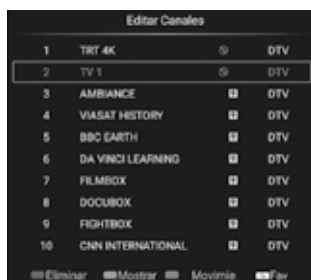 Editar Canales
1 TRT 4K DTV
2 TV 1 DTV
3 AMBIANCE DTV
4 VIASAT HISTORY DTV
5 BBC EARTH DTV
6 DA VINCI LEARNING DTV
7 FILMBOX DTV
8 DOCUBOX DTV
9 FIGHTBOX DTV
10 CNN INTERNATIONAL DTV
Eliminar Mostrar Movimie Fav